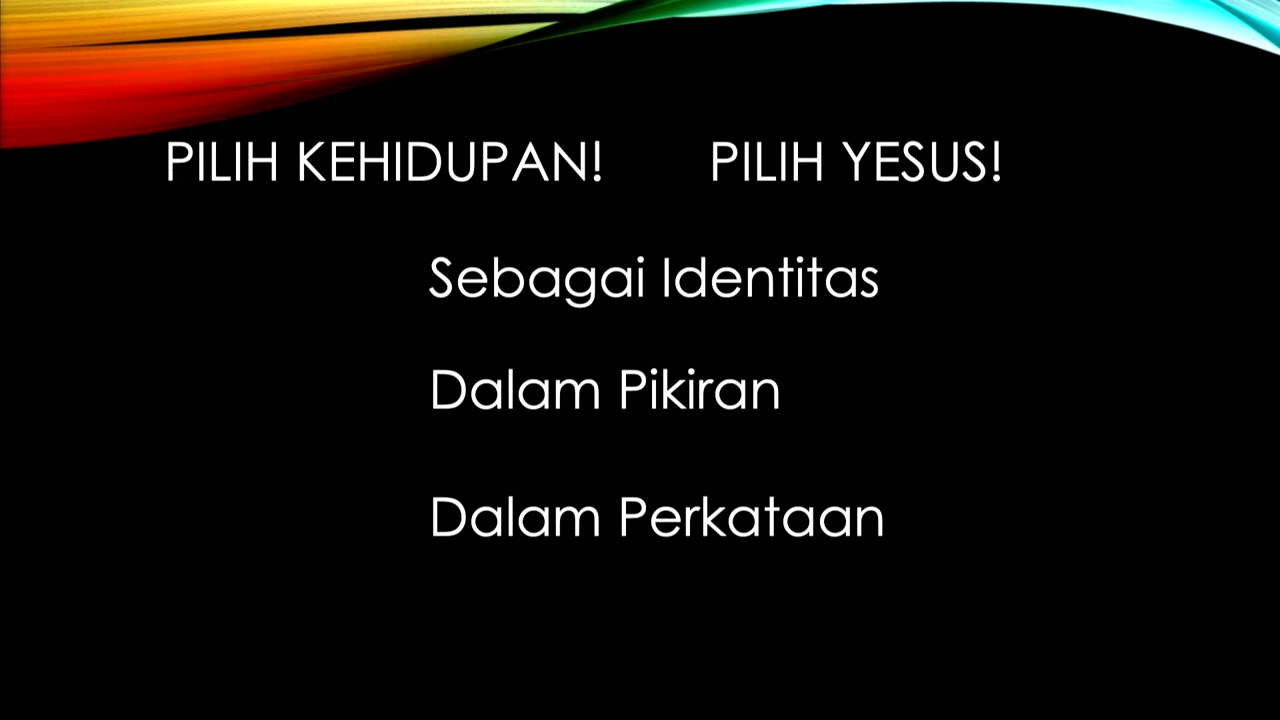 PILIH KEHIDUPAN! PILIH YESUS!
Sebagai Identitas
Dalam Pikiran
Dalam Perkataan